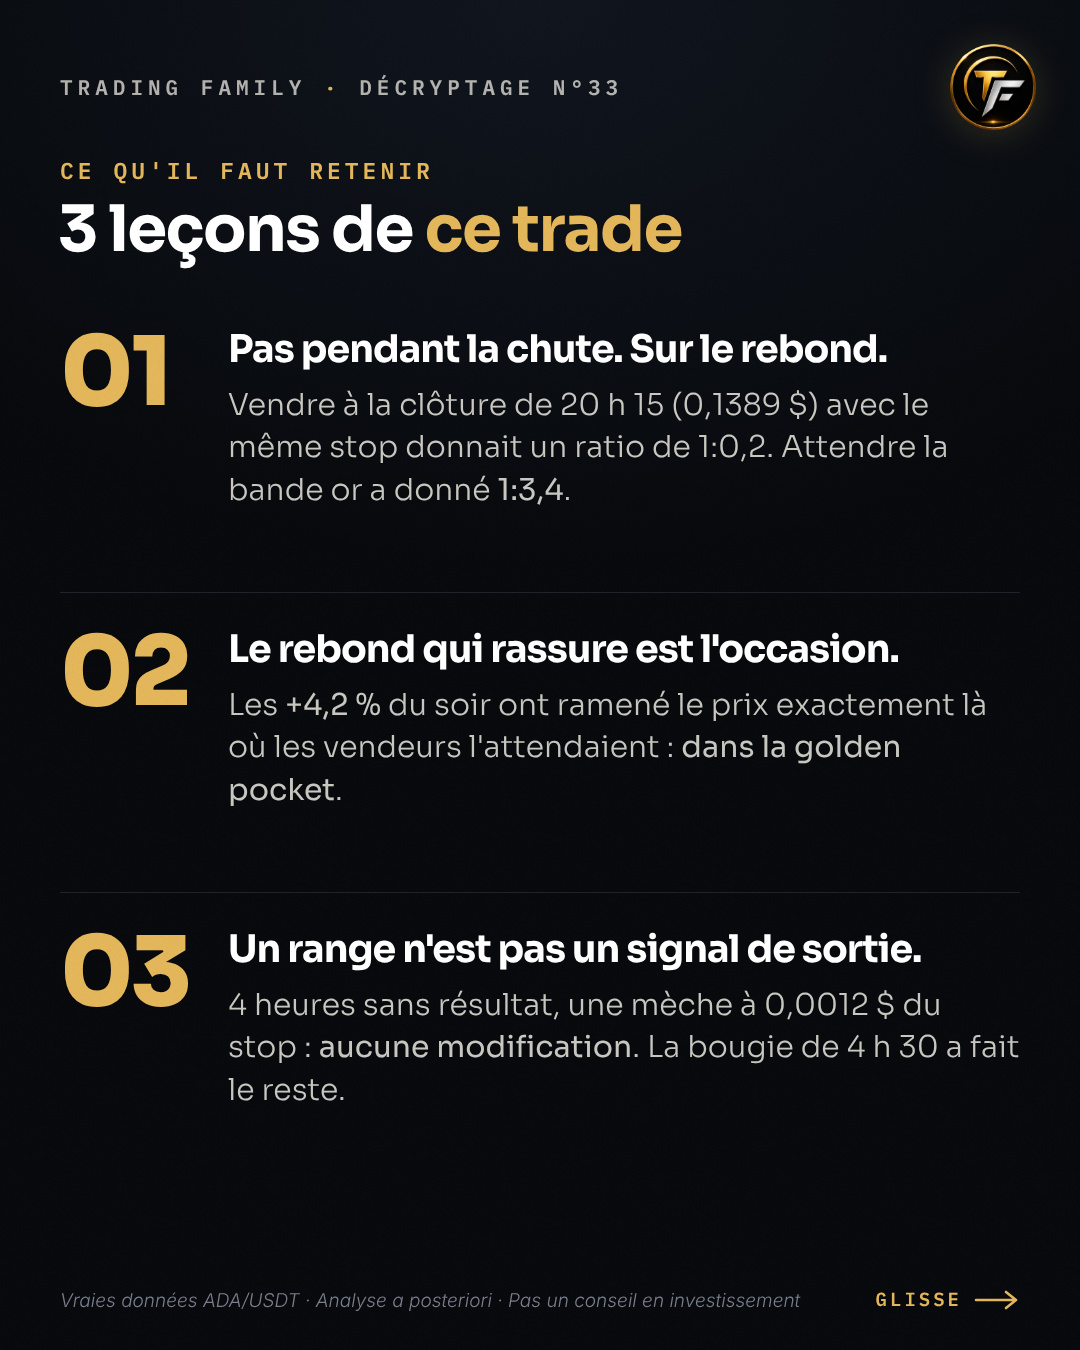 TRADING FAMILY · DÉCRYPTAGE N°33
TF
CE QU'IL FAUT RETENIR
3 leçons de ce trade
01
Pas pendant la chute. Sur le rebond.
Vendre à la clôture de 20 h 15 (0,1389 $) avec le
même stop donnait un ratio de 1:0,2. Attendre la
bande or a donné 1:3,4.
02
Le rebond qui rassure est l'occasion.
Les +4,2 % du soir ont ramené le prix exactement là
où les vendeurs l'attendaient : dans la golden
pocket.
03
Un range n'est pas un signal de sortie.
4 heures sans résultat, une mèche à 0,0012 $ du
stop : aucune modification. La bougie de 4 h 30 a fait
le reste.
Vraies données ADA/USDT · Analyse a posteriori · Pas un conseil en investissement
GLISSE →